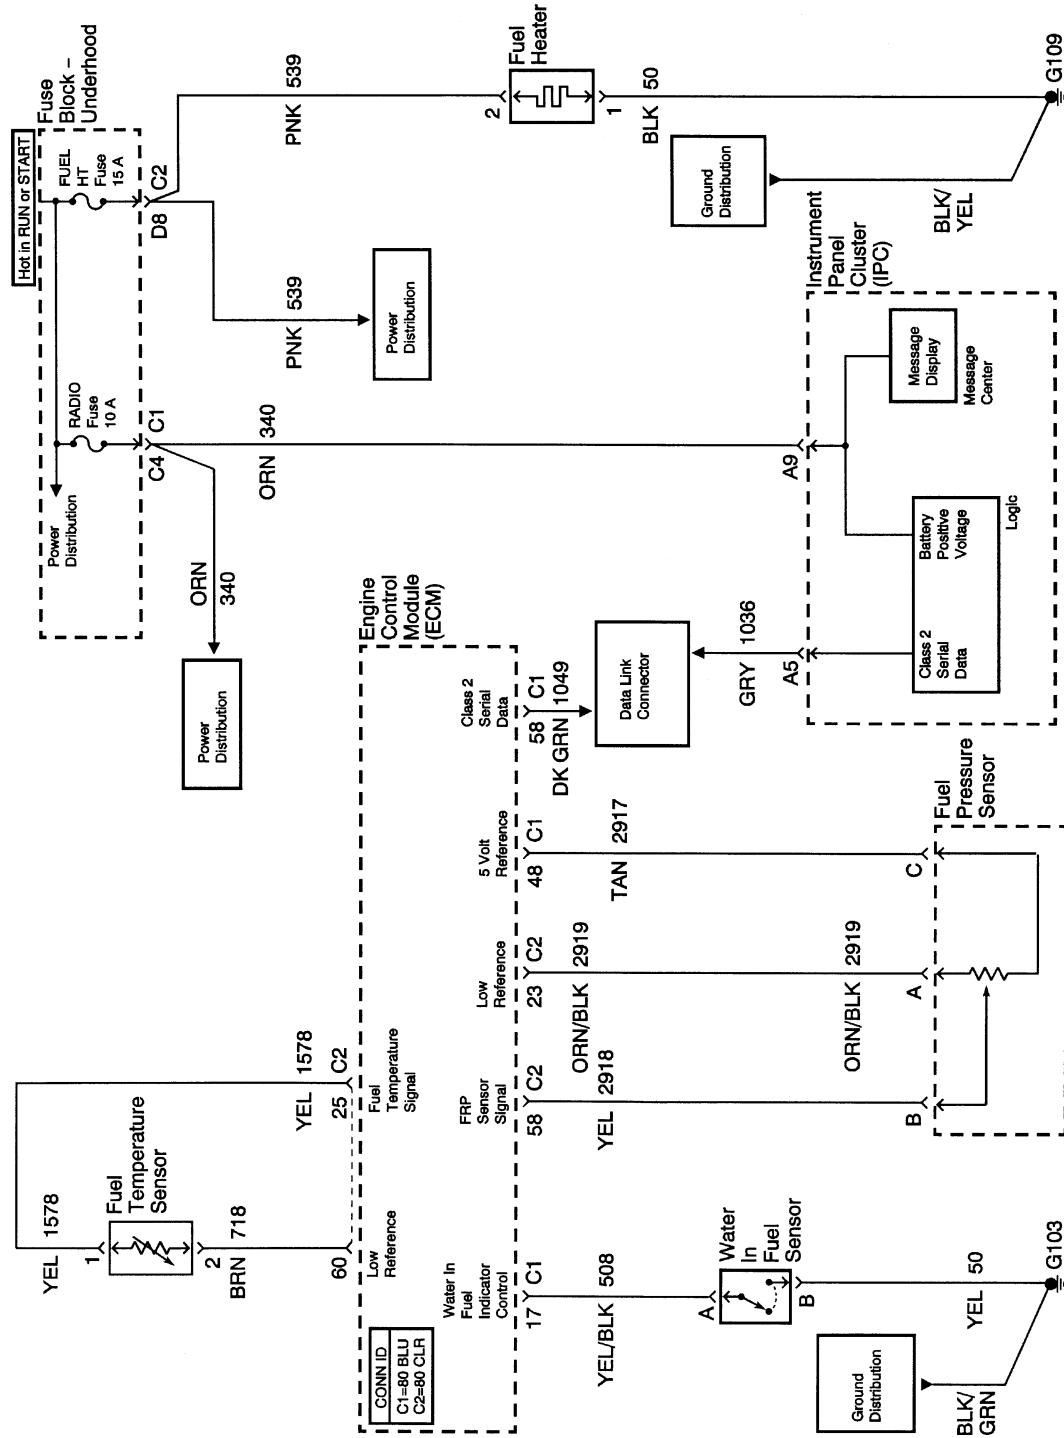 Hot in RUN or START
Fuse
Block –
Underhood
Power
Distribution
RADIO
Fuse
10 A
FUEL
HT
Fuse
15 A
C4
C1
D8
C2
ORN
340
Power
Distribution
ORN
340
PNK
539
Power
Distribution
PNK
539
2
Fuel
Heater
1
BLK
50
Ground
Distribution
BLK/
YEL
G109
YEL
1578
1
Fuel
Temperature
Sensor
2
BRN
718
60
YEL
1578
25
C2
Engine
Control
Module
(ECM)
CONN ID
C1=80 BLU
C2=80 CLR
Low
Reference
Fuel
Temperature
Signal
Water In
Fuel
Indicator
Control
FRP
Sensor
Signal
Low
Reference
5 Volt
Reference
Class 2
Serial
Data
17
C1
58
C2
23
C2
48
C1
58
C1
YEL/BLK
508
YEL
2918
ORN/BLK
2919
TAN
2917
DK GRN
1049
Data Link
Connector
GRY
1036
A5
A9
Instrument
Panel
Cluster
(IPC)
Class 2
Serial
Data
Battery
Positive
Voltage
Logic
Message
Display
Message
Center
A
Water
In
Fuel
Sensor
B
YEL
50
Ground
Distribution
BLK/
GRN
G103
ORN/BLK
2919
B
A
C
Fuel
Pressure
Sensor